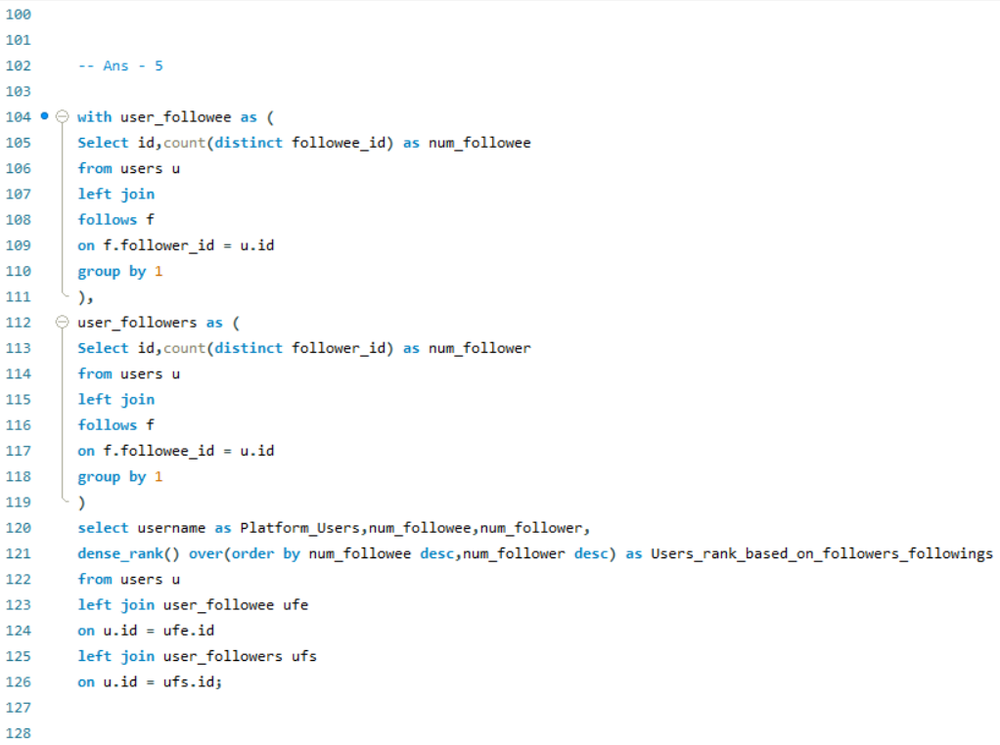 100
101
102 -- Ans - 5
103
104 with user_followee as (
105 Select id,count(distinct followee_id) as num_followee
106 from users u
107 left join
108 follows f
109 on f.follower_id = u.id
110 group by 1
111 ),
112 user_followers as (
113 Select id,count(distinct follower_id) as num_follower
114 from users u
115 left join
116 follows f
117 on f.followee_id = u.id
118 group by 1
119 )
120 select username as Platform_Users,num_followee,num_follower,
121 dense_rank() over(order by num_followee desc,num_follower desc) as Users_rank_based_on_followers_followings
122 from users u
123 left join user_followee ufe
124 on u.id = ufe.id
125 left join user_followers ufs
126 on u.id = ufs.id;
127
128